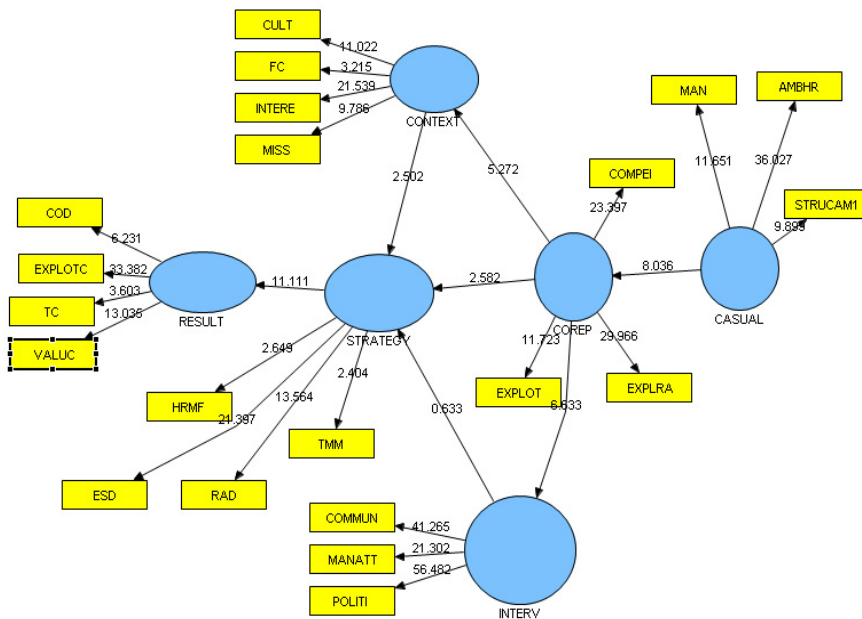 CULT
11.022
FC
3.215
INTERE
21.539
MISS
9.786
CONTEXT
MAN
AMBHR
11.651
36.027
STRUCAM1
9.899
COMPEI
23.397
5.272
2.502
COD
6.231
EXPLOTC
33.382
TC
3.603
13.035
VALUC
RESULT
11.111
STRATEGY
2.582
COREP
8.036
CASUAL
2.649
HRMF
21.397
13.564
2.404
TMM
ESD
RAD
11.723
29.966
EXPLOT
EXPLRA
6.633
0.633
COMMUN
41.265
MANATT
21.302
POLITI
56.482
INTERV